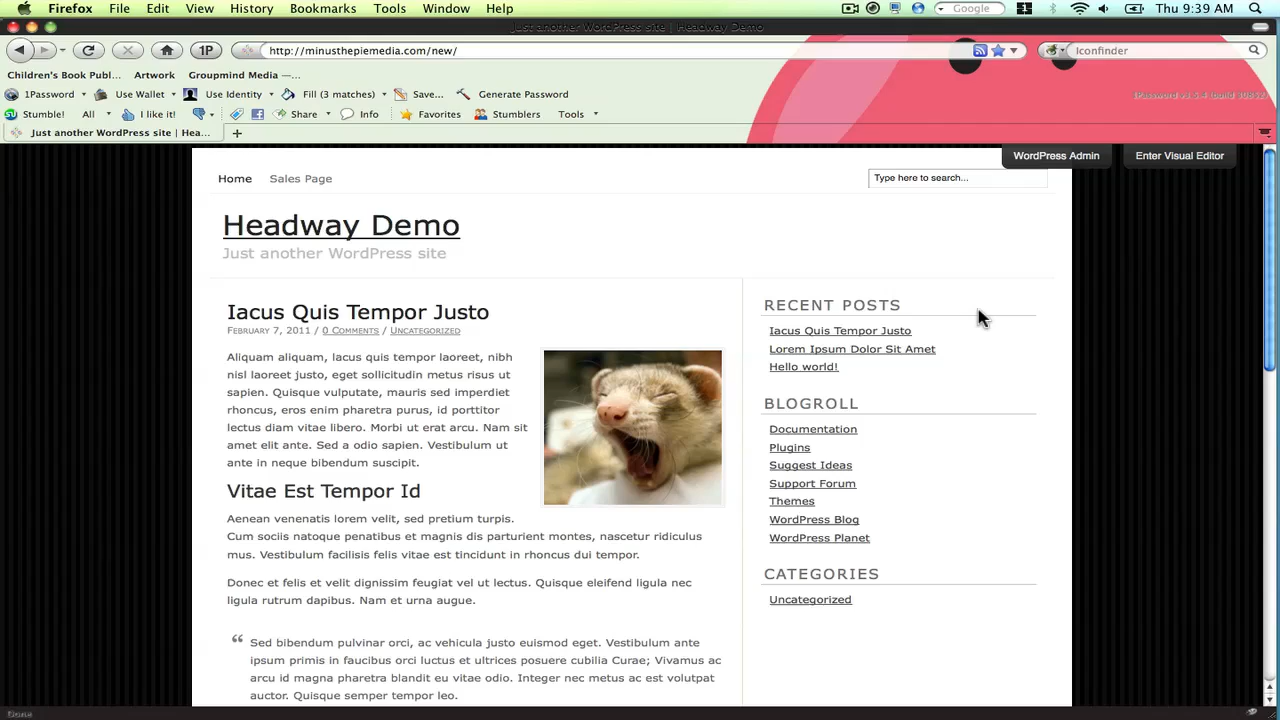 Firefox File Edit View History Bookmarks Tools Window Help Google 1 Thu 9:39 AM
Just another WordPress site | Headway Demo
1P http://minusthepiemedia.com/new/ Iconfinder
Children's Book Publ... Artwork Groupmind Media —...
1Password Use Wallet Use Identity Fill (3 matches) Save... Generate Password
Stumble! All I like it! Share Info Favorites Stumblers Tools
Just another WordPress site | Hea...
WordPress Admin Enter Visual Editor
Home Sales Page Type here to search...
Headway Demo
Just another WordPress site
Iacus Quis Tempor Justo
February 7, 2011 / 0 Comments / Uncategorized
Aliquam aliquam, lacus quis tempor laoreet, nibh
nisl laoreet justo, eget sollicitudin metus risus ut
sapien. Quisque vulputate, mauris sed imperdiet
rhoncus, eros enim pharetra purus, id porttitor
lectus diam vitae libero. Morbi ut erat arcu. Nam sit
amet elit ante. Sed a odio sapien. Vestibulum ut
ante in neque bibendum suscipit.
Vitae Est Tempor Id
Aenean venenatis lorem velit, sed pretium turpis.
Cum sociis natoque penatibus et magnis dis parturient montes, nascetur ridiculus
mus. Vestibulum facilisis felis vitae est tincidunt in rhoncus dui tempor.
Donec et felis et velit dignissim feugiat vel ut lectus. Quisque eleifend ligula nec
ligula rutrum dapibus. Nam et urna augue.
“ Sed bibendum pulvinar orci, ac vehicula justo euismod eget. Vestibulum ante
ipsum primis in faucibus orci luctus et ultrices posuere cubilia Curae; Vivamus ac
arcu id magna pharetra blandit eu vitae odio. Integer nec metus ac est volutpat
auctor. Quisque semper tempor leo.
RECENT POSTS
Iacus Quis Tempor Justo
Lorem Ipsum Dolor Sit Amet
Hello world!
BLOGROLL
Documentation
Plugins
Suggest Ideas
Support Forum
Themes
WordPress Blog
WordPress Planet
CATEGORIES
Uncategorized
Done